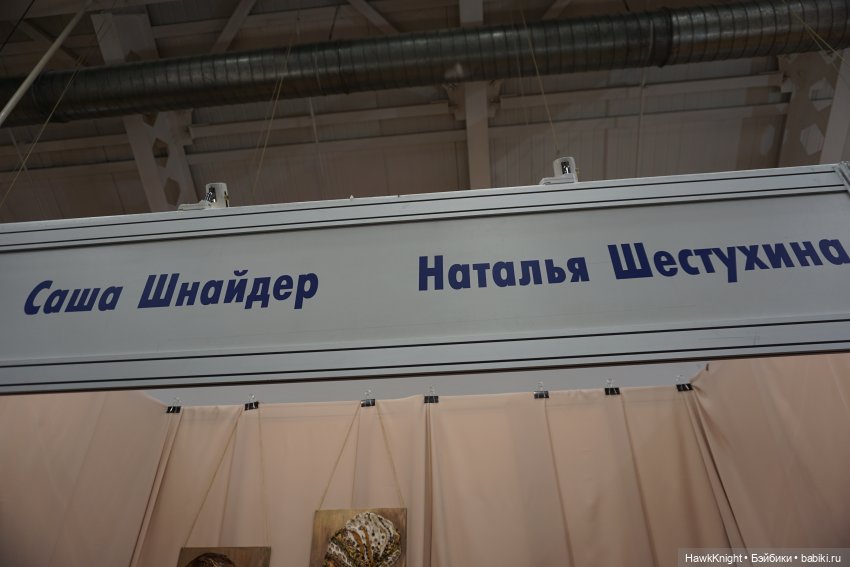 Саша Шнайдер Наталья Шестухина
HawkKnight • Бэйбики • babiki.ru